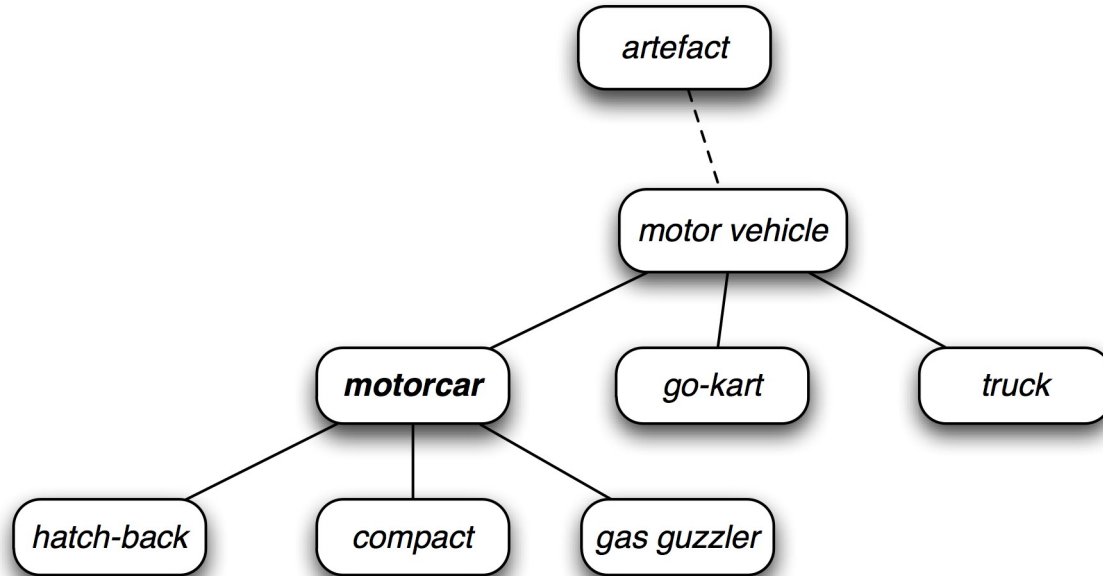 artefact
motor vehicle
motorcar
go-kart
truck
hatch-back
compact
gas guzzler